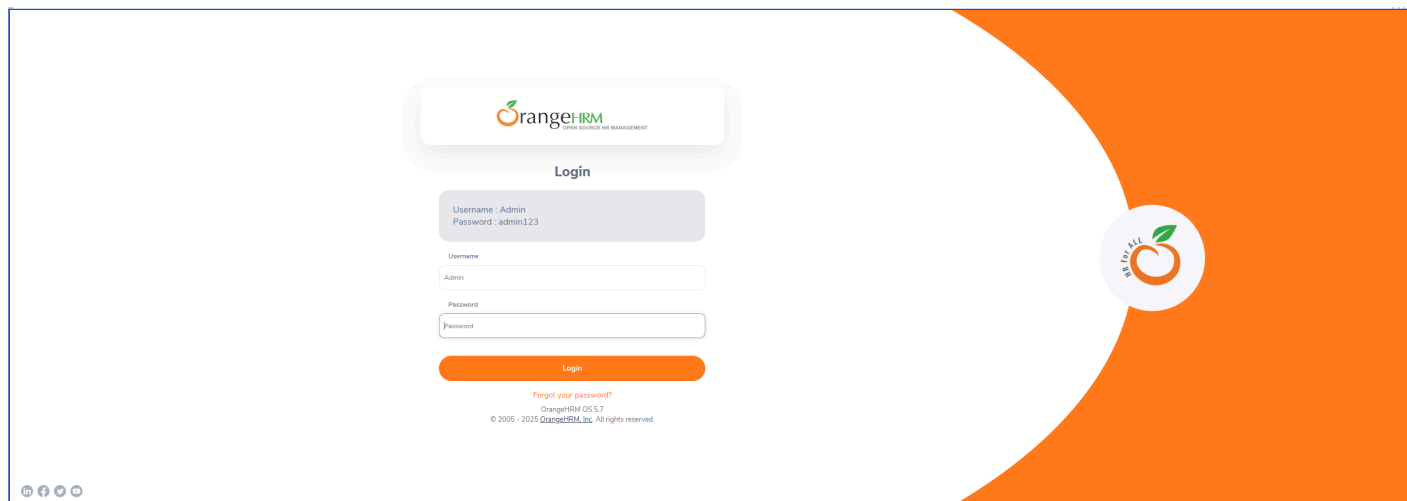 OrangeHRM
OPEN SOURCE HR MANAGEMENT
Login
Username : Admin
Password : admin123
Username
Admin
Password
Password
Login
Forgot your password?
OrangeHRM OS 5.7
© 2005 - 2025 OrangeHRM, Inc. All rights reserved.
HR for ALL